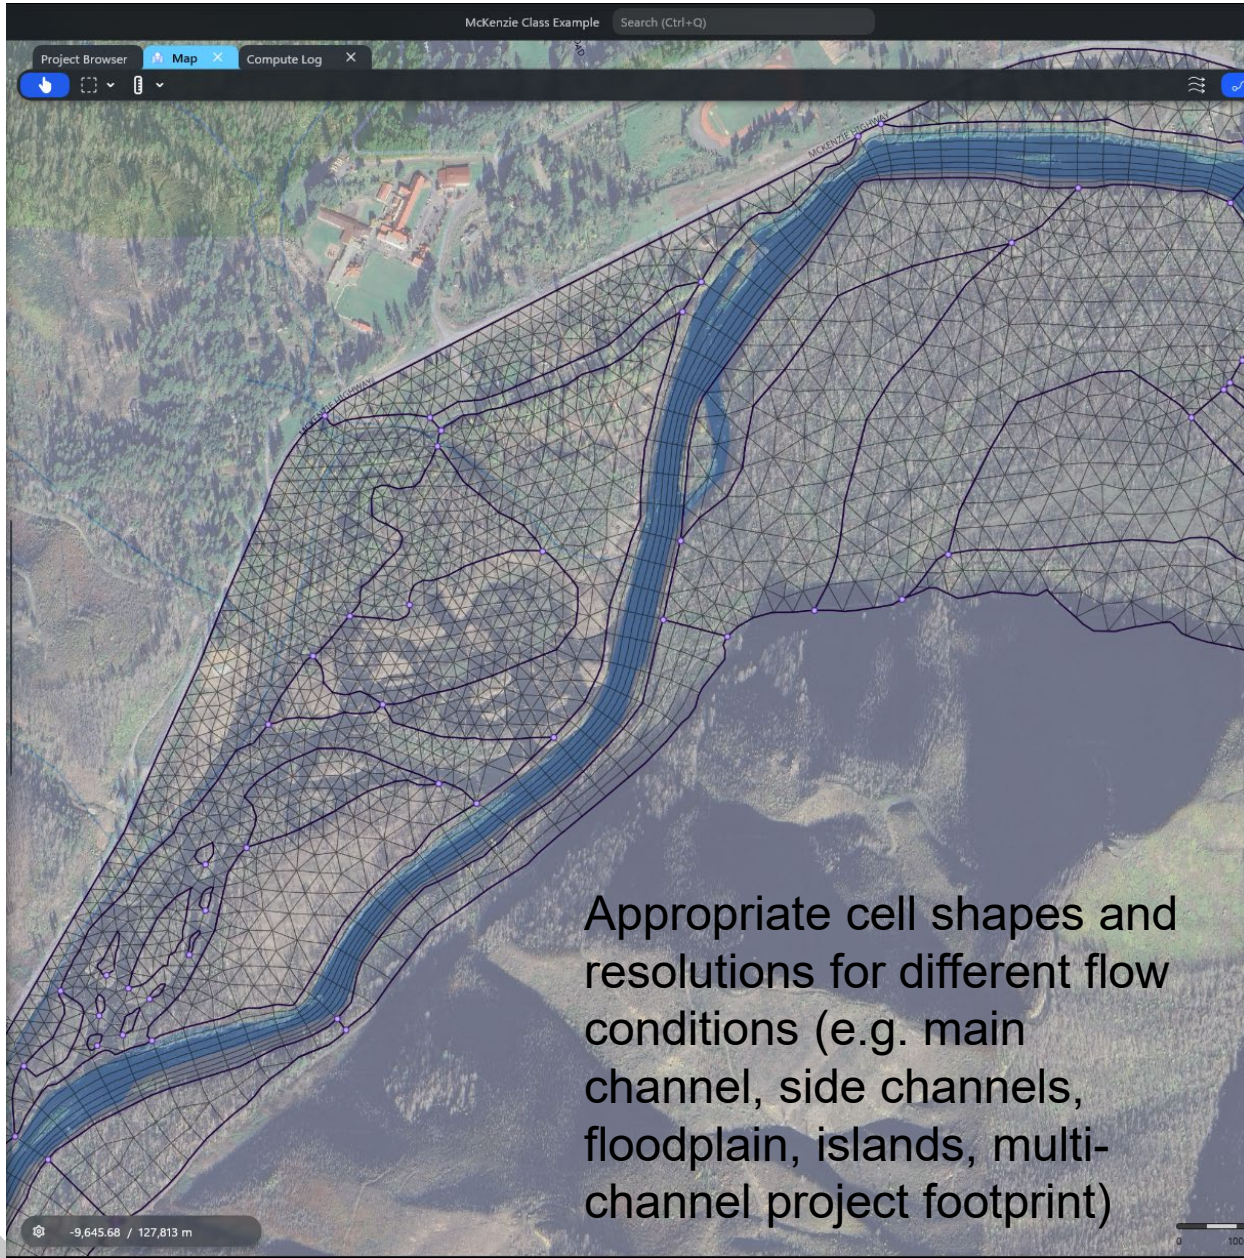 McKenzie Class Example
Search (Ctrl+Q)
Project Browser
Map
Compute Log
MCKENZIE HIGHWAY
Appropriate cell shapes and
resolutions for different flow
conditions (e.g. main
channel, side channels,
floodplain, islands, multi-
channel project footprint)
-9,645.68 / 127,813 m
0
100